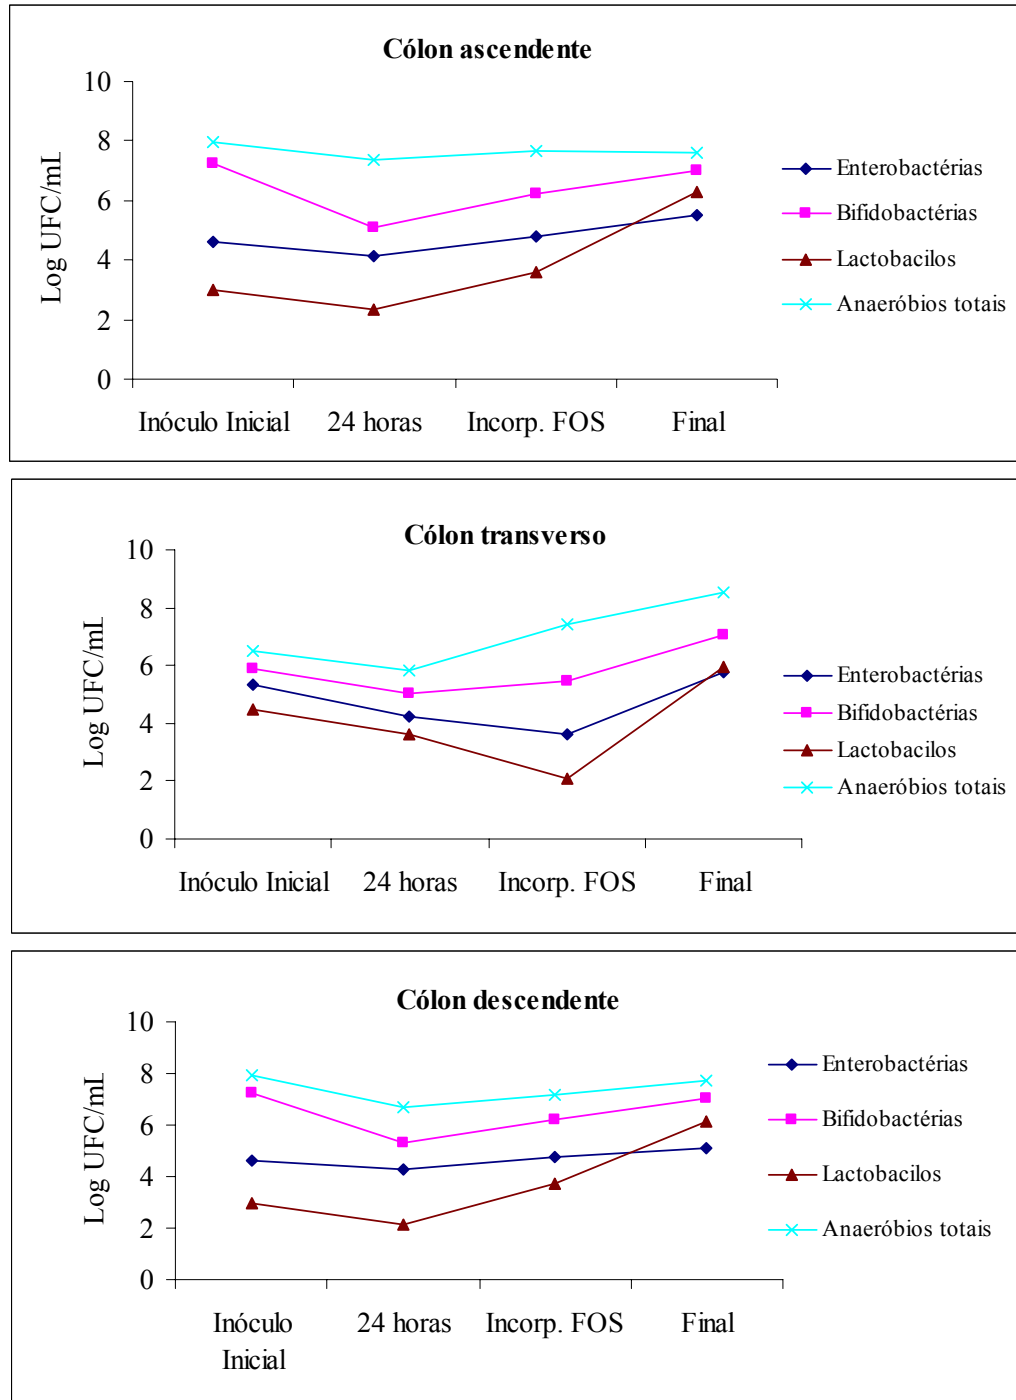 Cólon ascendente
10
8
6
4
2
0
Log UFC/mL
Inóculo Inicial
24 horas
Incorp. FOS
Final
Enterobactérias
Bifidobactérias
Lactobacilos
Anaeróbios totais
Cólon transverso
10
8
6
4
2
0
Log UFC/mL
Inóculo Inicial
24 horas
Incorp. FOS
Final
Enterobactérias
Bifidobactérias
Lactobacilos
Anaeróbios totais
Cólon descendente
10
8
6
4
2
0
Log UFC/mL
Inóculo
Inicial
24 horas
Incorp. FOS
Final
Enterobactérias
Bifidobactérias
Lactobacilos
Anaeróbios totais